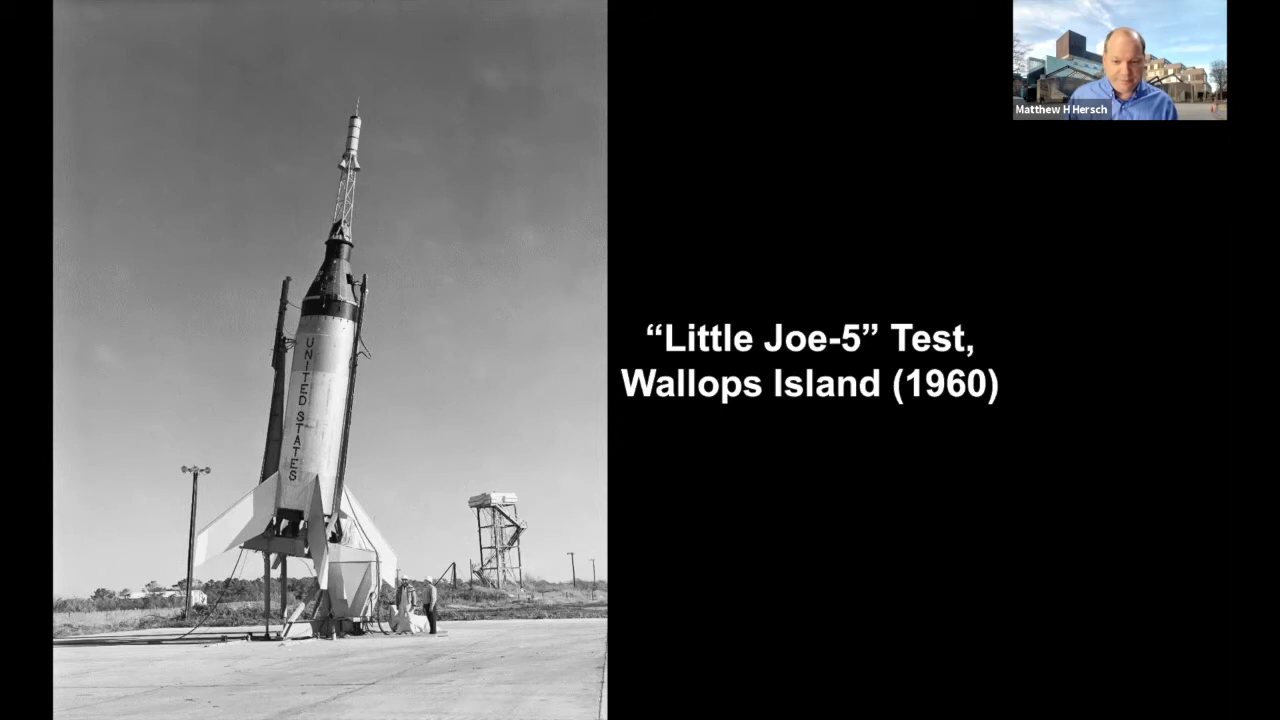 Matthew H Hersch
UNITED STATES
“Little Joe-5” Test,
Wallops Island (1960)